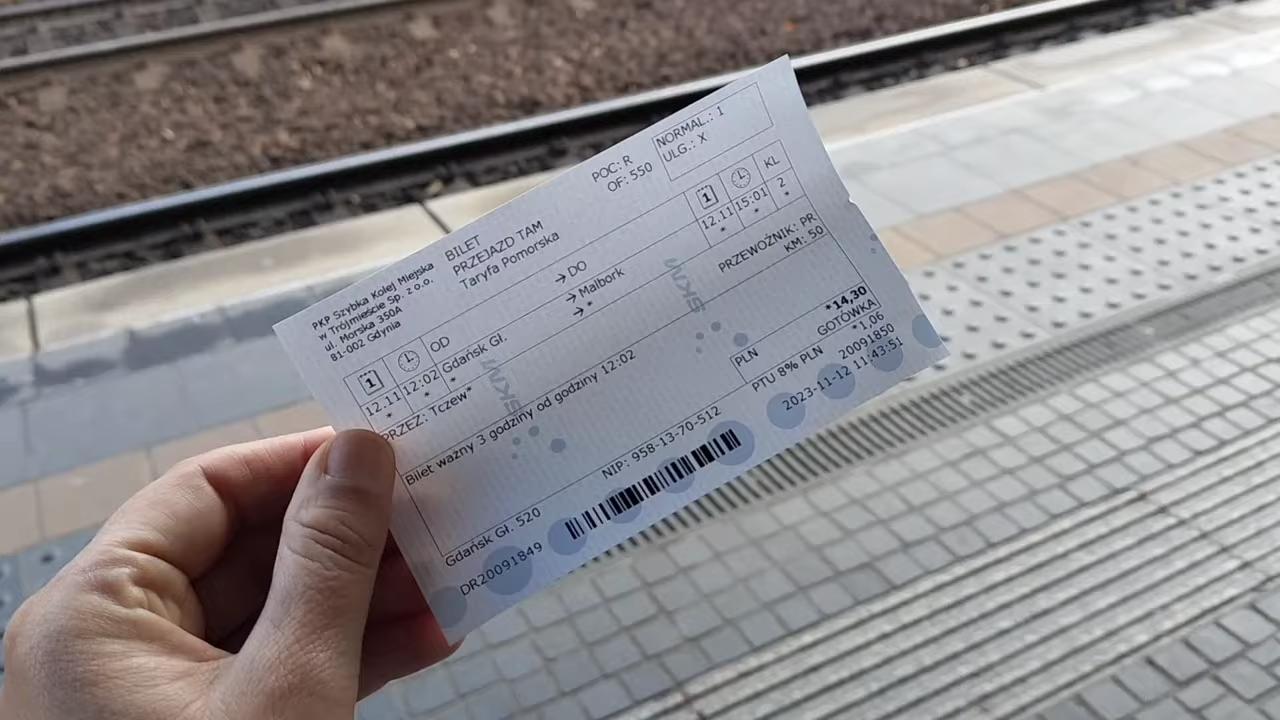 PKP Szybka Kolej Miejska
w Trójmieście Sp. z o.o.
ul. Morska 350A
81-002 Gdynia
BILET
PRZEJAZD TAM
Taryfa Pomorska
POC: R
OF: 550
NORMAL.: 1
ULG.: X
1 OD → DO 1 KL
12.11 12:02 Gdańsk Gł. → Malbork 12.11 15:01 2
* * * → * * * *
PRZEZ: Tczew*
PRZEWOŹNIK: PR
KM: 50
Bilet ważny 3 godziny od godziny 12:02
SKM
SKM
PLN *14,30
GOTÓWKA
PTU 8% PLN *1,06
Gdańsk Gł. 520 NIP: 958-13-70-512 20091850
DR20091849 2023-11-12 11:43:51